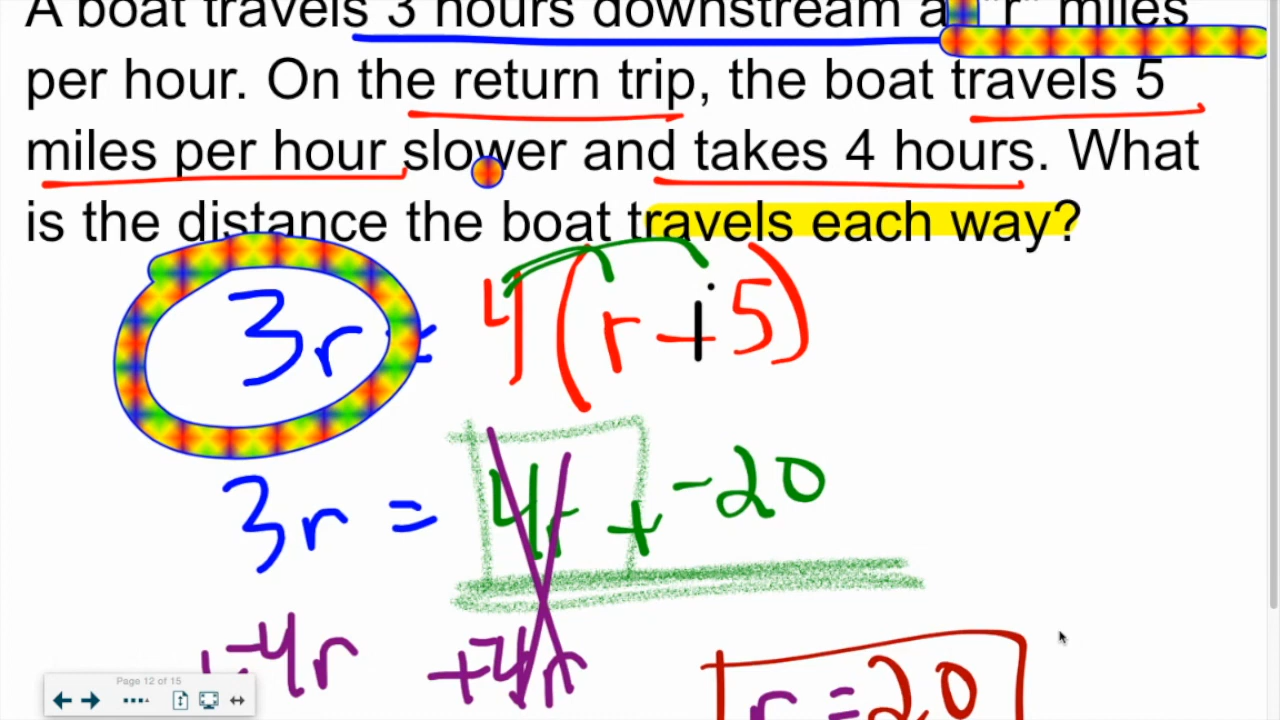 A boat travels 3 hours downstream a "r" miles
per hour. On the return trip, the boat travels 5
miles per hour slower and takes 4 hours. What
is the distance the boat travels each way?
3r = 4(r + -5)
3r = 4r + -20
+-4r +-4r
r = 20
Page 12 of 15